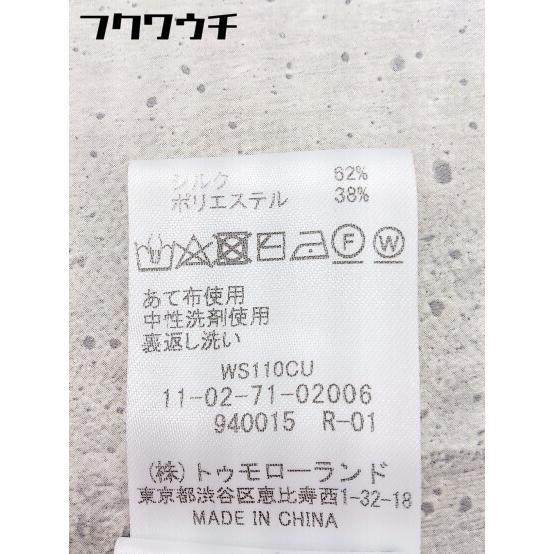 フクワウチ
シルク 62%
ポリエステル 38%
F W
あて布使用
中性洗剤使用
裏返し洗い
WS110CU
11-02-71-02006
940015 R-01
(株)トゥモローランド
東京都渋谷区恵比寿西1-32-18
MADE IN CHINA